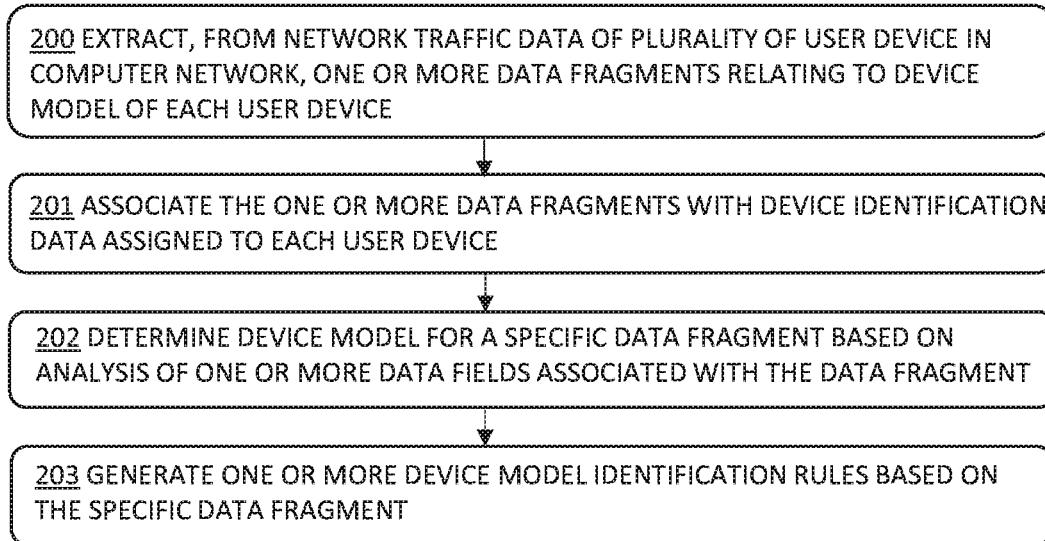 200 EXTRACT, FROM NETWORK TRAFFIC DATA OF PLURALITY OF USER DEVICE IN
COMPUTER NETWORK, ONE OR MORE DATA FRAGMENTS RELATING TO DEVICE
MODEL OF EACH USER DEVICE
201 ASSOCIATE THE ONE OR MORE DATA FRAGMENTS WITH DEVICE IDENTIFICATION
DATA ASSIGNED TO EACH USER DEVICE
202 DETERMINE DEVICE MODEL FOR A SPECIFIC DATA FRAGMENT BASED ON
ANALYSIS OF ONE OR MORE DATA FIELDS ASSOCIATED WITH THE DATA FRAGMENT
203 GENERATE ONE OR MORE DEVICE MODEL IDENTIFICATION RULES BASED ON
THE SPECIFIC DATA FRAGMENT